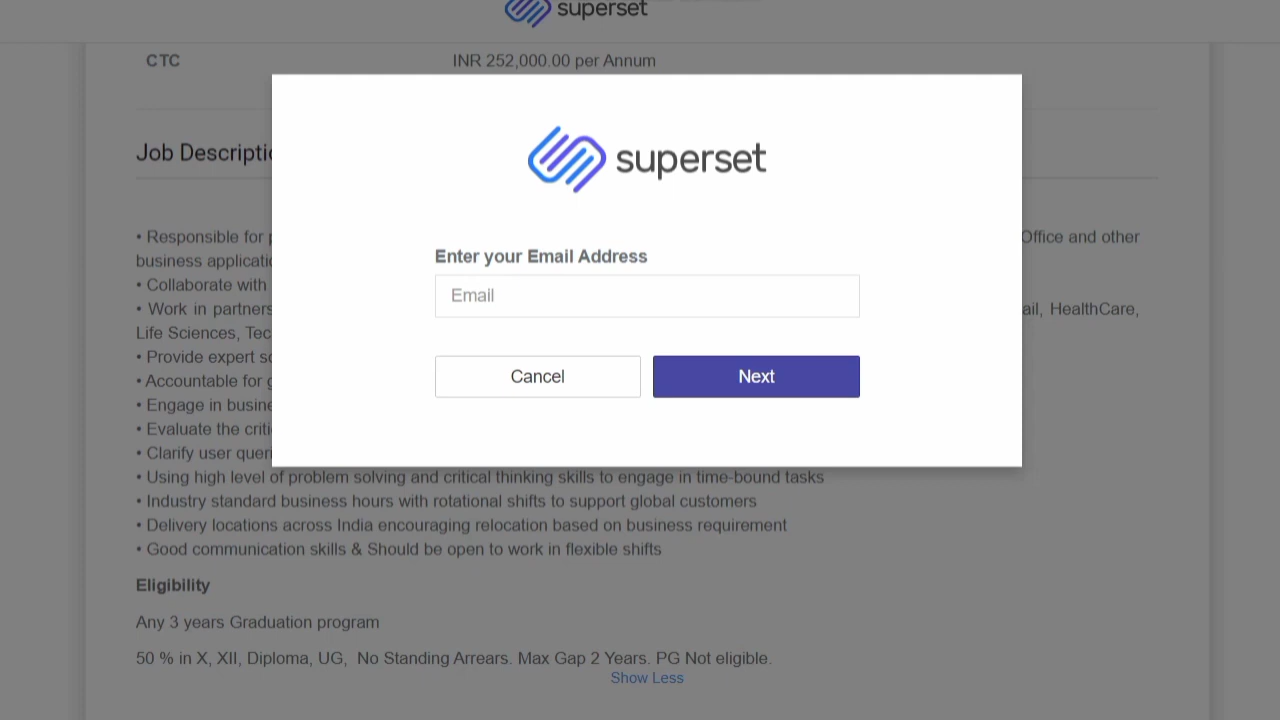 superset
CTC INR 252,000.00 per Annum
superset
Job Descriptio
Enter your Email Address
Email
Cancel Next
• Responsible for Office and other
business applicatio
• Collaborate with
• Work in partners ail, HealthCare,
Life Sciences, Tec
• Provide expert so
• Accountable for g
• Engage in busine
• Evaluate the criti
• Clarify user queri
• Using high level of problem solving and critical thinking skills to engage in time-bound tasks
• Industry standard business hours with rotational shifts to support global customers
• Delivery locations across India encouraging relocation based on business requirement
• Good communication skills & Should be open to work in flexible shifts
Eligibility
Any 3 years Graduation program
50 % in X, XII, Diploma, UG, No Standing Arrears. Max Gap 2 Years. PG Not eligible.
Show Less